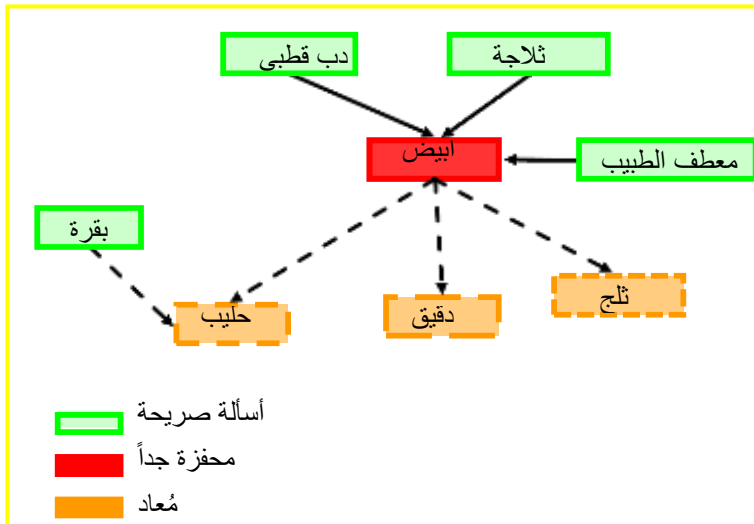 ثلاجة
دب قطبى
ابيض
معطف الطبيب
بقرة
ثلج
دقيق
حليب
أسألة صريحة
محفزة جداً
مُعاد